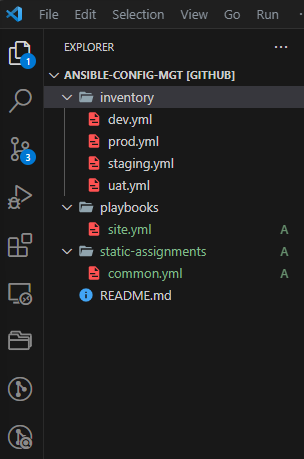 File Edit Selection View Go Run
EXPLORER ···
ANSIBLE-CONFIG-MGT [GITHUB]
inventory
dev.yml
prod.yml
staging.yml
uat.yml
playbooks
site.yml A
static-assignments A
common.yml A
README.md
1
3